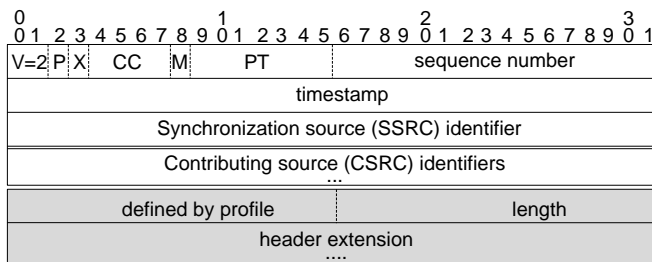 0 1 2 3
0 1 2 3 4 5 6 7 8 9 0 1 2 3 4 5 6 7 8 9 0 1 2 3 4 5 6 7 8 9 0 1
V=2 P X CC M PT sequence number
timestamp
Synchronization source (SSRC) identifier
Contributing source (CSRC) identifiers
....
defined by profile length
header extension
....